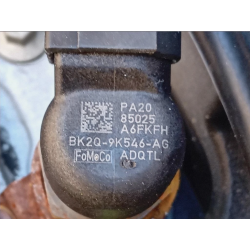 PA20
85025
A6FKFH
BK2Q-9K546-AG
FoMoCo ADQTL